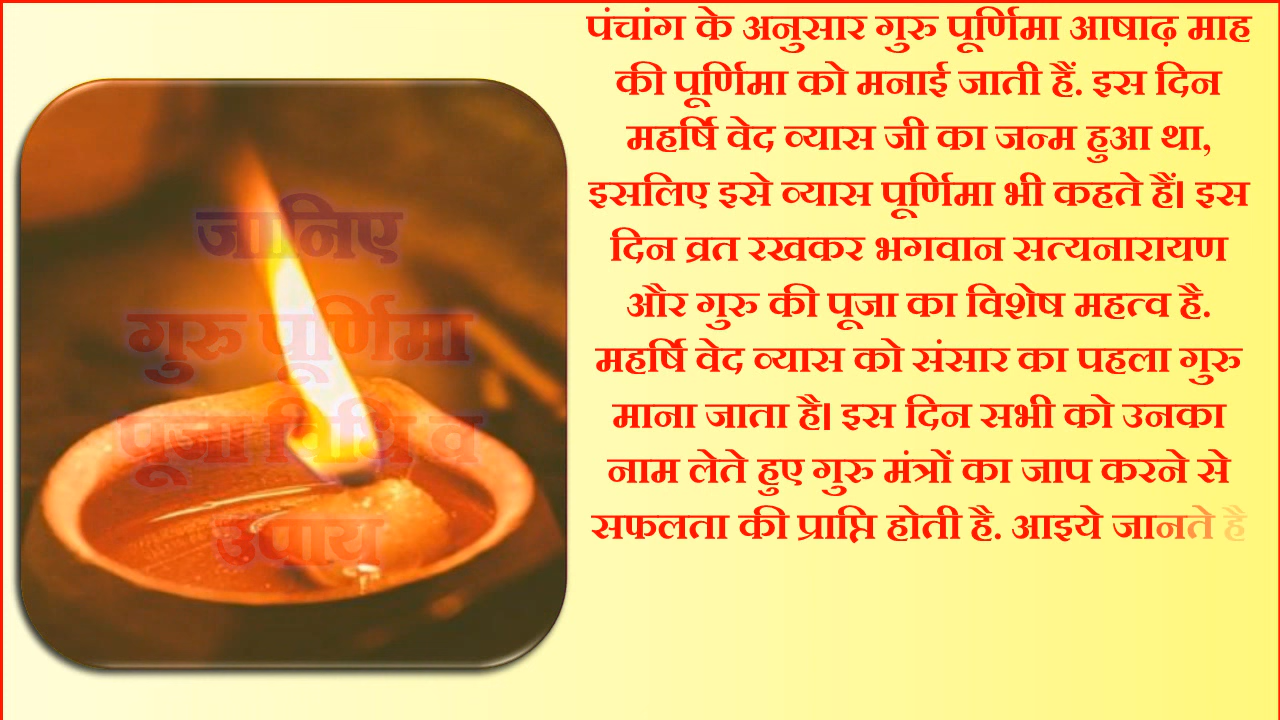 जानिए
गुरु पूर्णिमा
पूजा विधि व
उपाय
पंचांग के अनुसार गुरु पूर्णिमा आषाढ़ माह
की पूर्णिमा को मनाई जाती हैं. इस दिन
महर्षि वेद व्यास जी का जन्म हुआ था,
इसलिए इसे व्यास पूर्णिमा भी कहते हैं। इस
दिन व्रत रखकर भगवान सत्यनारायण
और गुरु की पूजा का विशेष महत्व है.
महर्षि वेद व्यास को संसार का पहला गुरु
माना जाता है। इस दिन सभी को उनका
नाम लेते हुए गुरु मंत्रों का जाप करने से
सफलता की प्राप्ति होती है. आइये जानते है